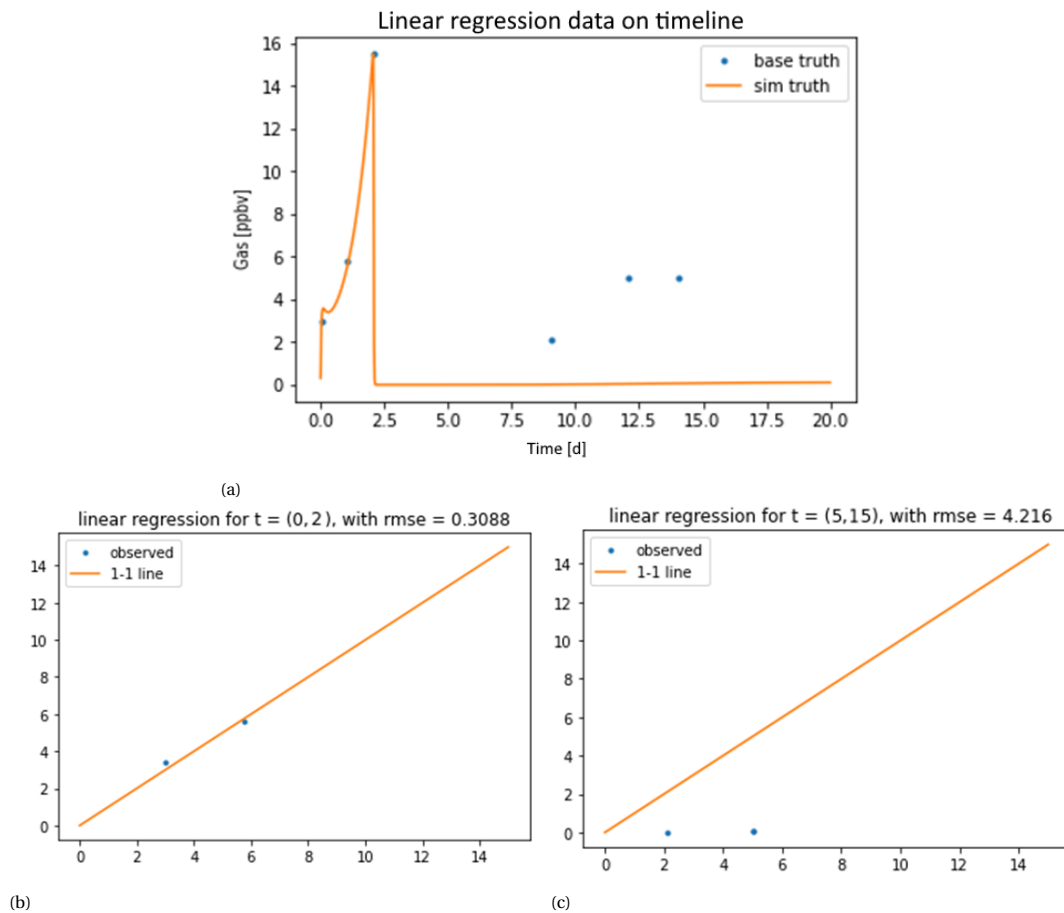 Linear regression data on timeline
16
14
12
10
8
6
4
2
0
Gas [ppbv]
base truth
sim truth
0.0 2.5 5.0 7.5 10.0 12.5 15.0 17.5 20.0
Time [d]
(a)
linear regression for t = (0, 2 ), with rmse = 0.3088
observed
1-1 line
14
12
10
8
6
4
2
0
0 2 4 6 8 10 12 14
(b)
linear regression for t = (5,15), with rmse = 4.216
observed
1-1 line
14
12
10
8
6
4
2
0
0 2 4 6 8 10 12 14
(c)